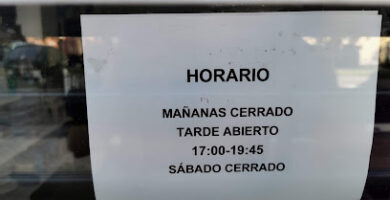 HORARIO
MAÑANAS CERRADO
TARDE ABIERTO
17:00-19:45
SÁBADO CERRADO